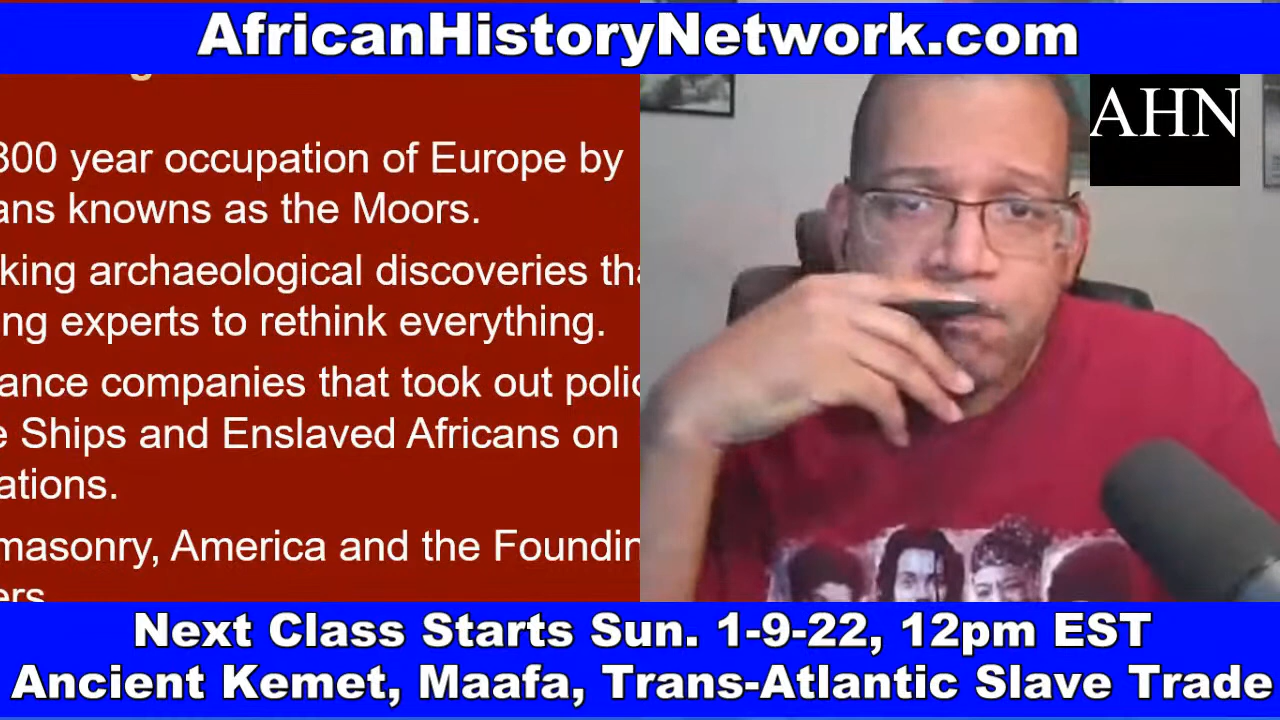 AfricanHistoryNetwork.com
AHN
800 year occupation of Europe by
ans knowns as the Moors.
king archaeological discoveries tha
ng experts to rethink everything.
ance companies that took out polic
e Ships and Enslaved Africans on
ations.
masonry, America and the Foundin
ers
Next Class Starts Sun. 1-9-22, 12pm EST
Ancient Kemet, Maafa, Trans-Atlantic Slave Trade